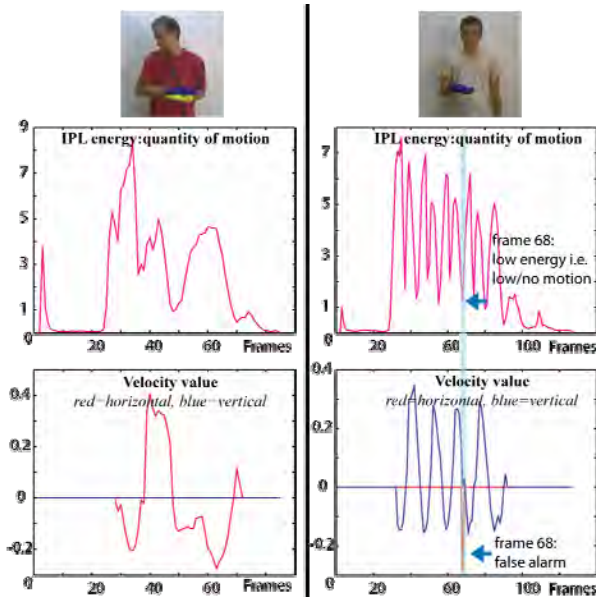 IPL energy:quantity of motion
9
7
5
3
1
0
0
20
40
60
Frames
Velocity value
red=horizontal, blue=vertical
0.4
0.2
0
-0.2
0
20
40
60
Frames
IPL energy:quantity of motion
7
5
3
1
0
0
20
40
60
80
100
Frames
frame 68:
low energy i.e.
low/no motion
Velocity value
red=horizontal, blue=vertical
0.2
0
-0.2
0
20
40
60
80
100
Frames
frame 68:
false alarm